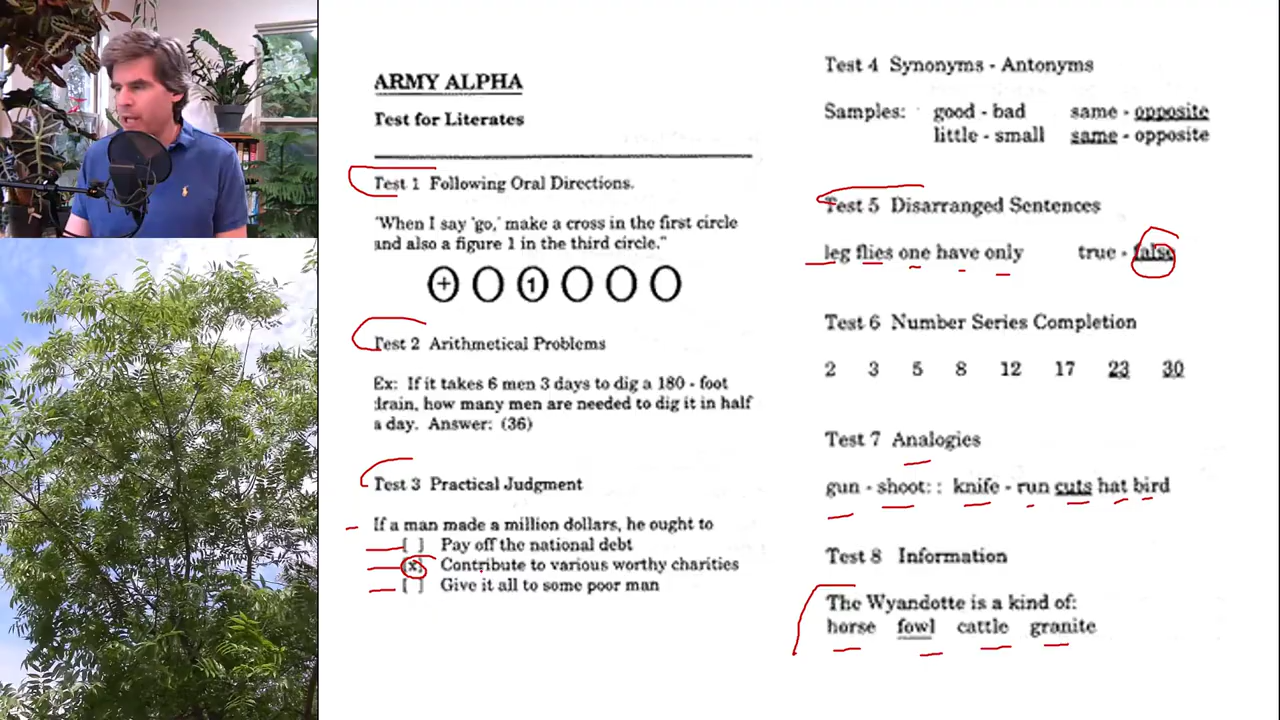 ARMY ALPHA
Test for Literates
Test 1 Following Oral Directions.
"When I say 'go,' make a cross in the first circle
and also a figure 1 in the third circle."
+ 1
Test 2 Arithmetical Problems
Ex: If it takes 6 men 3 days to dig a 180 - foot
drain, how many men are needed to dig it in half
a day. Answer: (36)
Test 3 Practical Judgment
If a man made a million dollars, he ought to
[ ] Pay off the national debt
[x] Contribute to various worthy charities
[ ] Give it all to some poor man
Test 4 Synonyms - Antonyms
Samples: good - bad same - opposite
little - small same - opposite
Test 5 Disarranged Sentences
leg flies one have only true - false
Test 6 Number Series Completion
2 3 5 8 12 17 23 30
Test 7 Analogies
gun - shoot: : knife - run cuts hat bird
Test 8 Information
The Wyandotte is a kind of:
horse fowl cattle granite